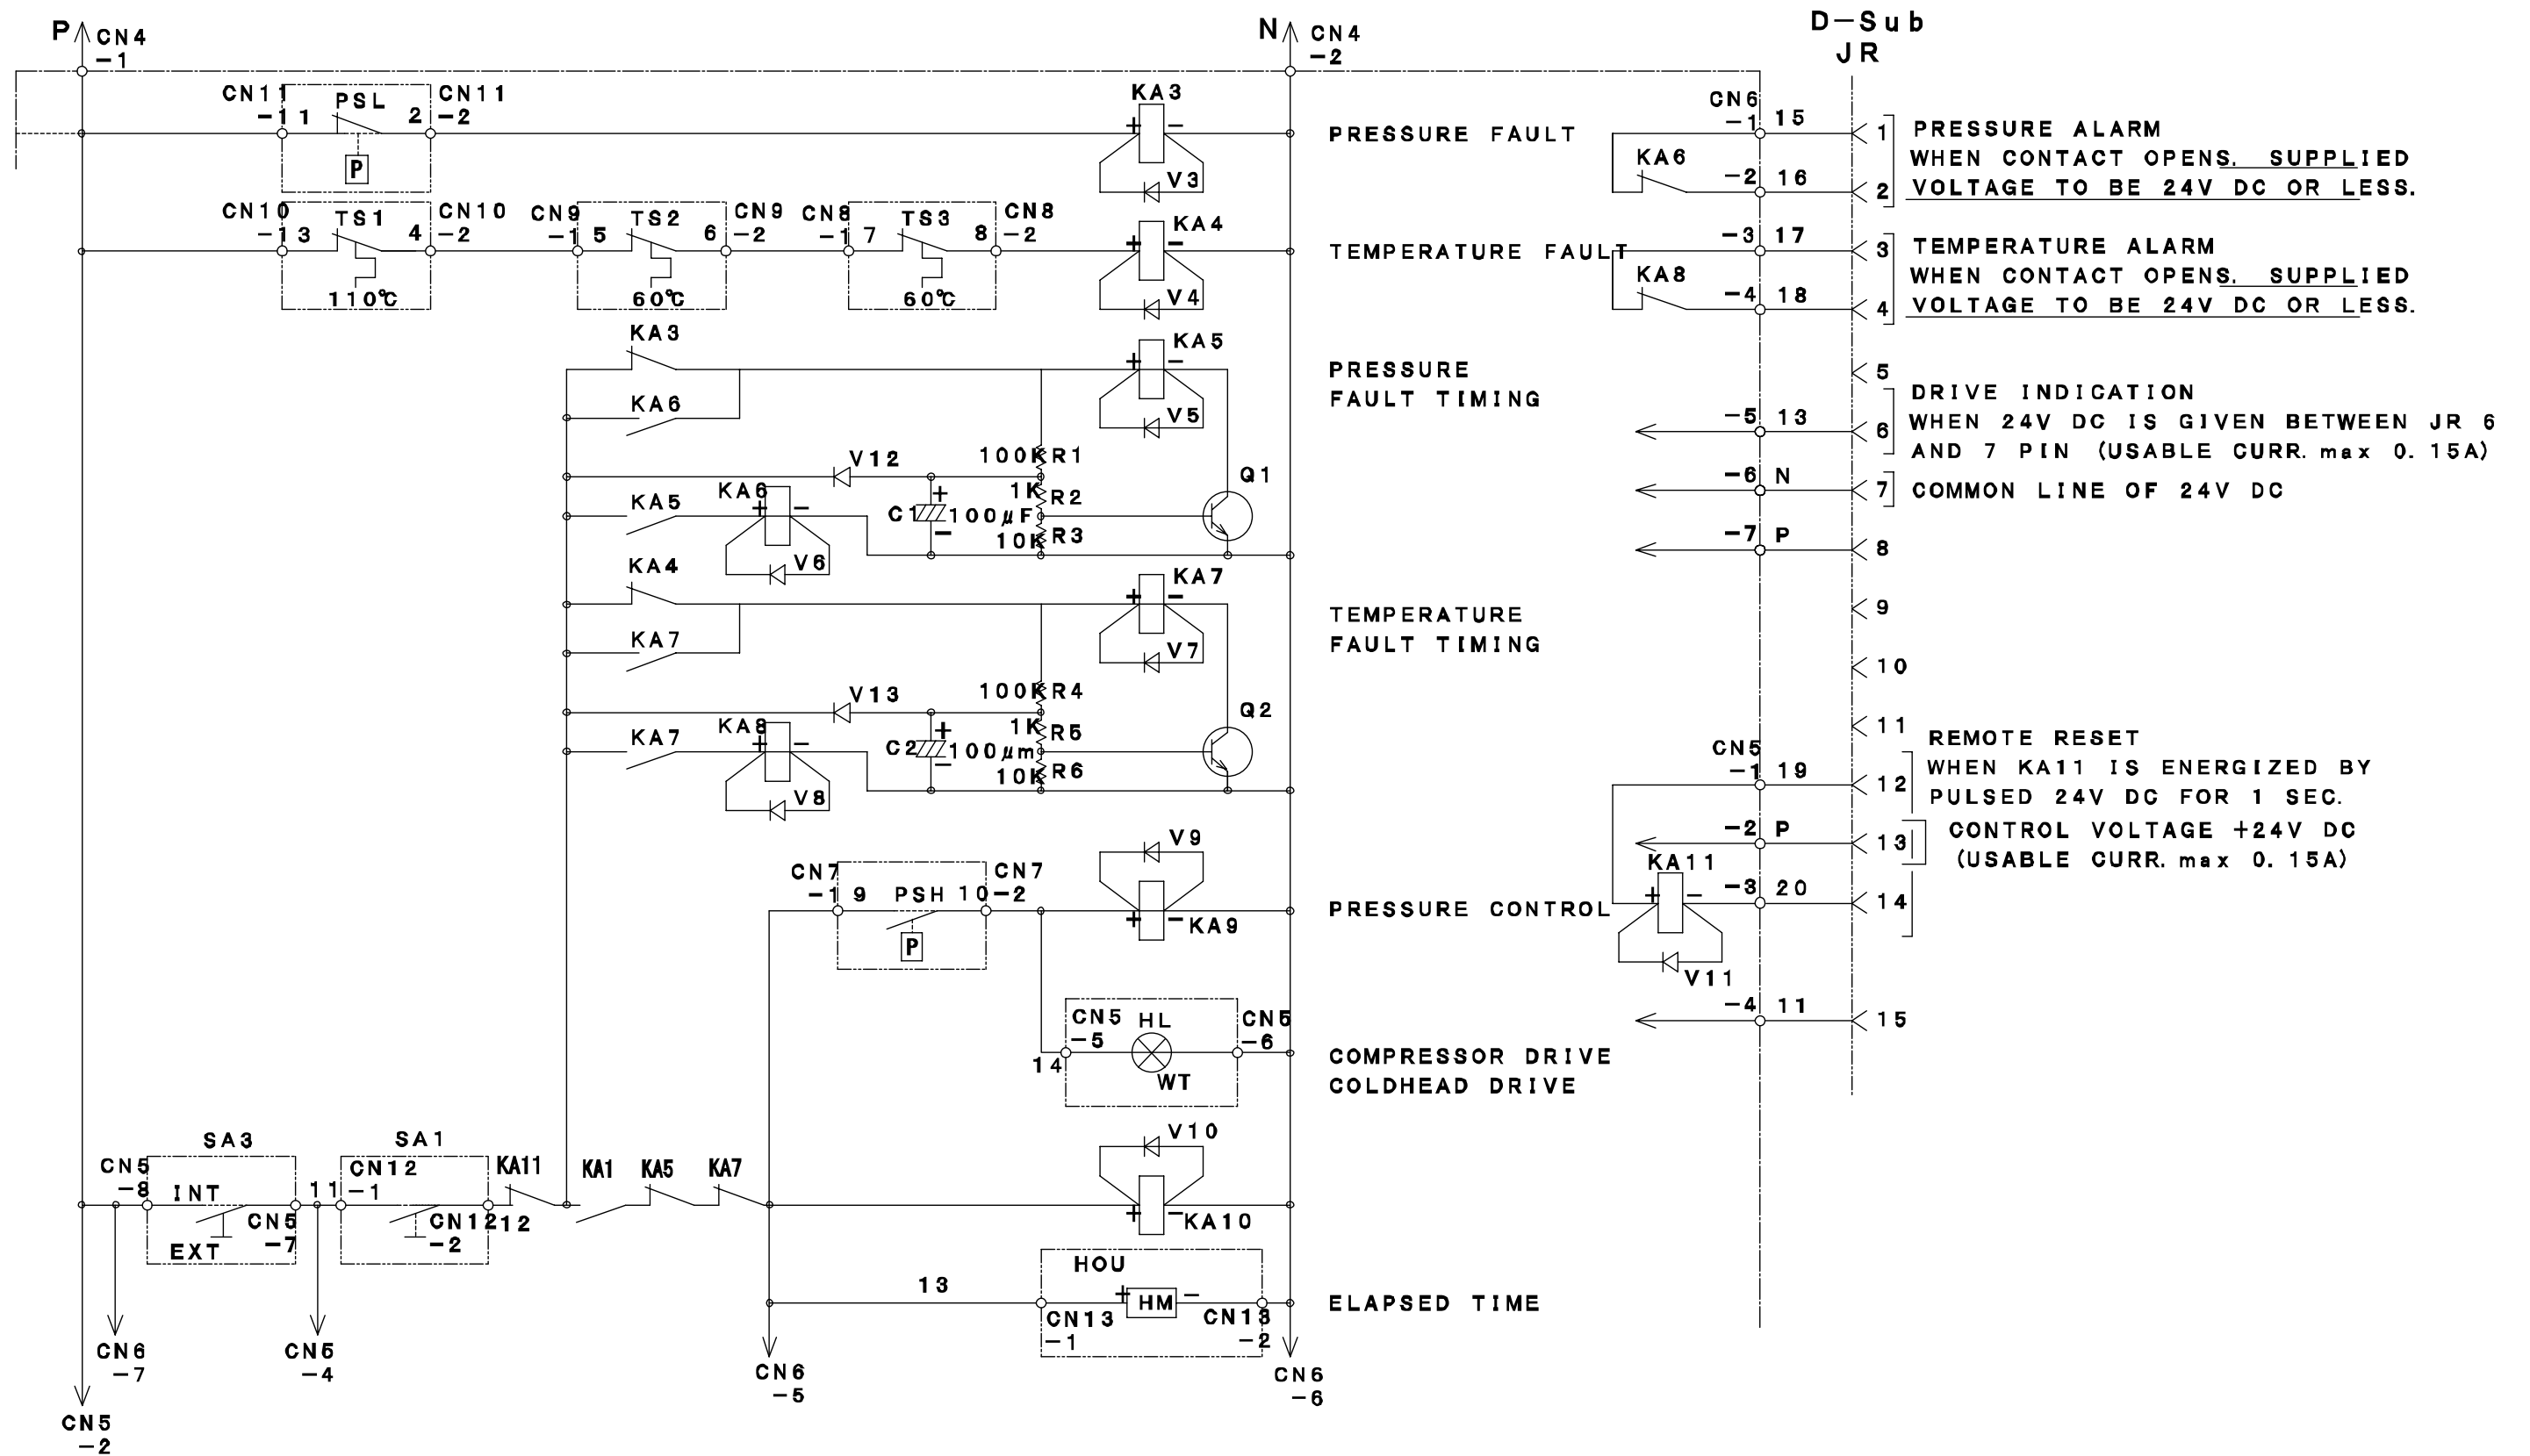 P
CN4
-1
N
CN4
-2
D-Sub
JR
CN11
-1 1
PSL
2
CN11
-2
P
KA3
+ -
V3
PRESSURE FAULT
CN6
-1 15
1
PRESSURE ALARM
WHEN CONTACT OPENS. SUPPLIED
VOLTAGE TO BE 24V DC OR LESS.
KA6
-2 16
2
CN10
-1 3
TS1
4
CN10
-2
110℃
CN9
-1 5
TS2
6
CN9
-2
60℃
CN8
-1 7
TS3
8
CN8
-2
60℃
KA4
+ -
V4
TEMPERATURE FAULT
-3 17
3
TEMPERATURE ALARM
WHEN CONTACT OPENS. SUPPLIED
VOLTAGE TO BE 24V DC OR LESS.
KA8
-4 18
4
KA3
KA6
KA5
+ -
V5
PRESSURE
FAULT TIMING
5
-5 13
6
DRIVE INDICATION
WHEN 24V DC IS GIVEN BETWEEN JR 6
AND 7 PIN (USABLE CURR. max 0.15A)
V12
100K R1
1K R2
10K R3
C1
+
100μF
-
Q1
KA5
KA6
+ -
V6
-6 N
7
COMMON LINE OF 24V DC
-7 P
8
KA4
KA7
KA7
+ -
V7
TEMPERATURE
FAULT TIMING
9
10
11
V13
100K R4
1K R5
10K R6
C2
+
100μm
-
Q2
KA7
KA8
+ -
V8
CN5
-1 19
12
REMOTE RESET
WHEN KA11 IS ENERGIZED BY
PULSED 24V DC FOR 1 SEC.
-2 P
13
CONTROL VOLTAGE +24V DC
(USABLE CURR. max 0.15A)
KA11
+ -
-3 20
14
V11
-4 11
15
CN7
-1 9
PSH
10
CN7
-2
P
V9
+ -
KA9
PRESSURE CONTROL
14
CN5
-5
HL
WT
CN5
-6
COMPRESSOR DRIVE
COLDHEAD DRIVE
SA3
CN5
-8
INT
EXT
CN5
-7
11
SA1
CN12
-1
CN12
-2
12
KA11
KA1
KA5
KA7
V10
+ -
KA10
13
HOU
+ HM -
CN13
-1
CN13
-2
ELAPSED TIME
CN6
-7
CN5
-4
CN6
-5
CN6
-6
CN5
-2